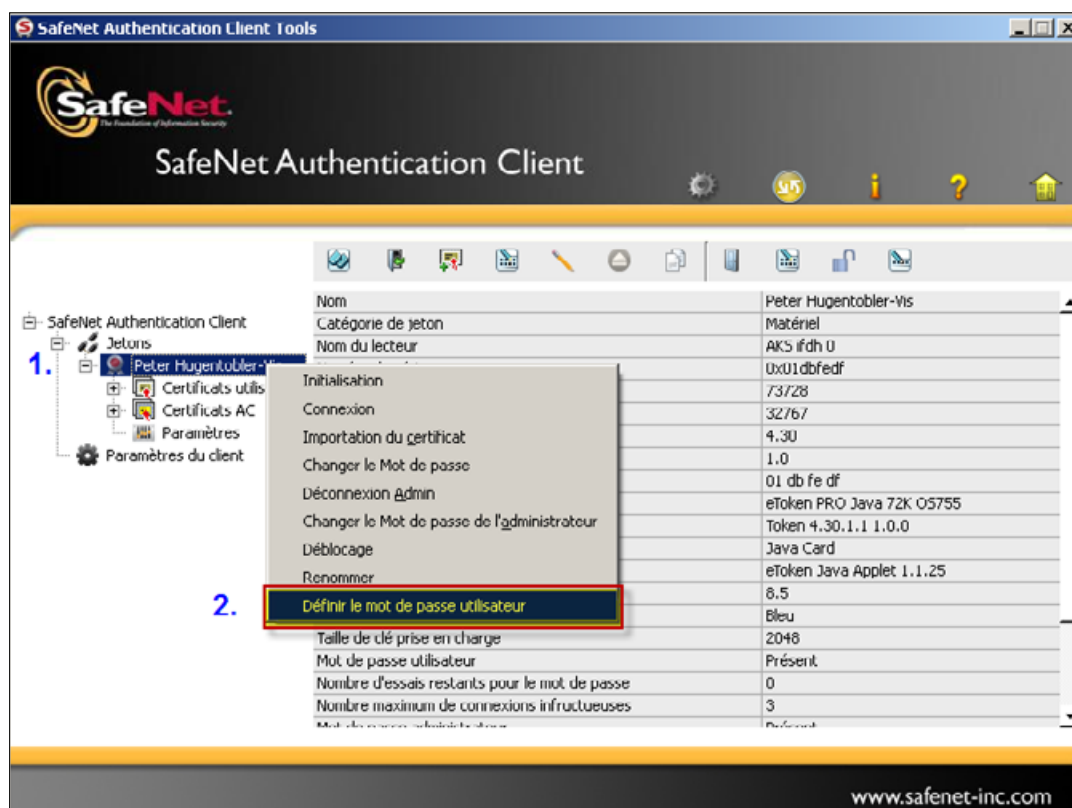 SafeNet Authentication Client Tools
SafeNet.
The Foundation of Information Security
SafeNet Authentication Client
SafeNet Authentication Client
Jetons
1.
Peter Hugentobler-Vis
Certificats utilis
Certificats AC
Paramètres
Paramètres du client
Initialisation
Connexion
Importation du certificat
Changer le Mot de passe
Déconnexion Admin
Changer le Mot de passe de l'administrateur
Déblocage
Renommer
2.
Définir le mot de passe utilisateur
Nom Peter Hugentobler-Vis
Catégorie de jeton Matériel
Nom du lecteur AKS ifdh 0
0x01dbfedf
73728
32767
4.30
1.0
01 db fe df
eToken PRO Java 72K OS755
Token 4.30.1.1 1.0.0
Java Card
eToken Java Applet 1.1.25
8.5
Bleu
Taille de clé prise en charge 2048
Mot de passe utilisateur Présent
Nombre d'essais restants pour le mot de passe 0
Nombre maximum de connexions infructueuses 3
www.safenet-inc.com